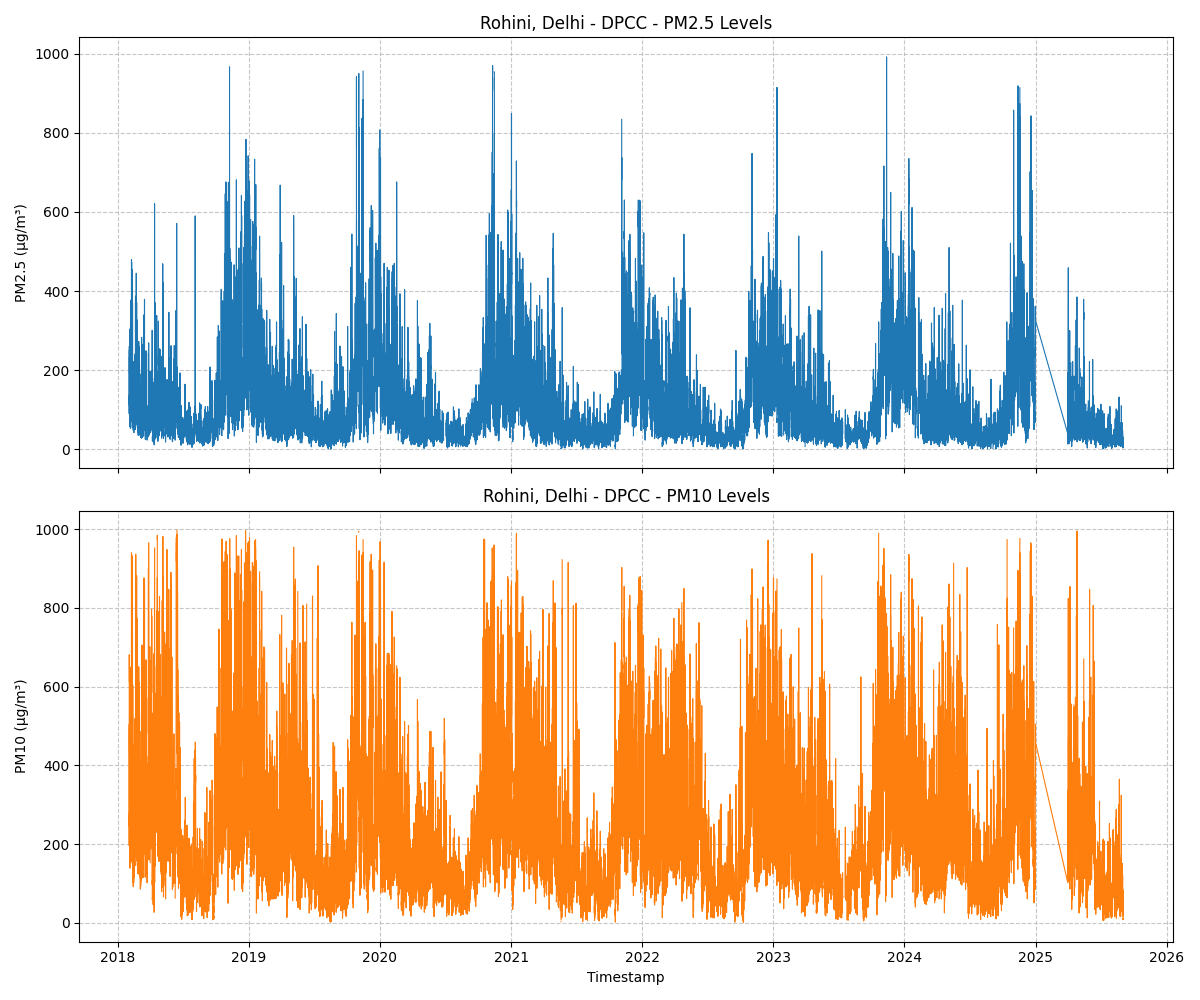 Rohini, Delhi - DPCC - PM2.5 Levels
1000
800
600
400
200
0
PM2.5 (µg/m³)
Rohini, Delhi - DPCC - PM10 Levels
1000
800
600
400
200
0
PM10 (µg/m³)
2018 2019 2020 2021 2022 2023 2024 2025 2026
Timestamp